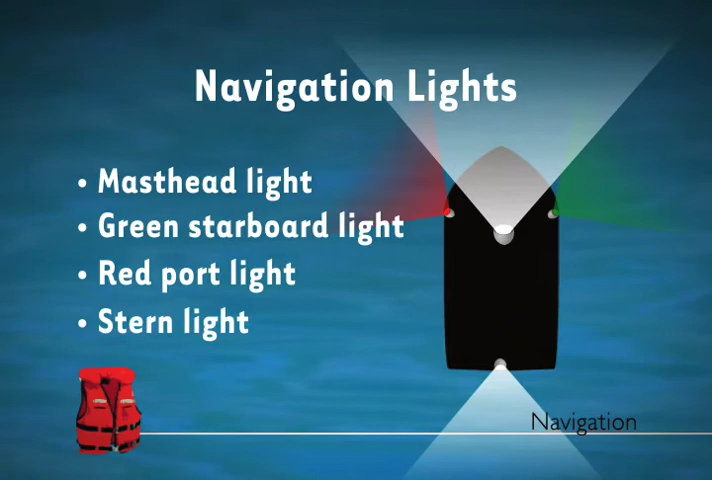 Navigation Lights
• Masthead light
• Green starboard light
• Red port light
• Stern light
Navigation